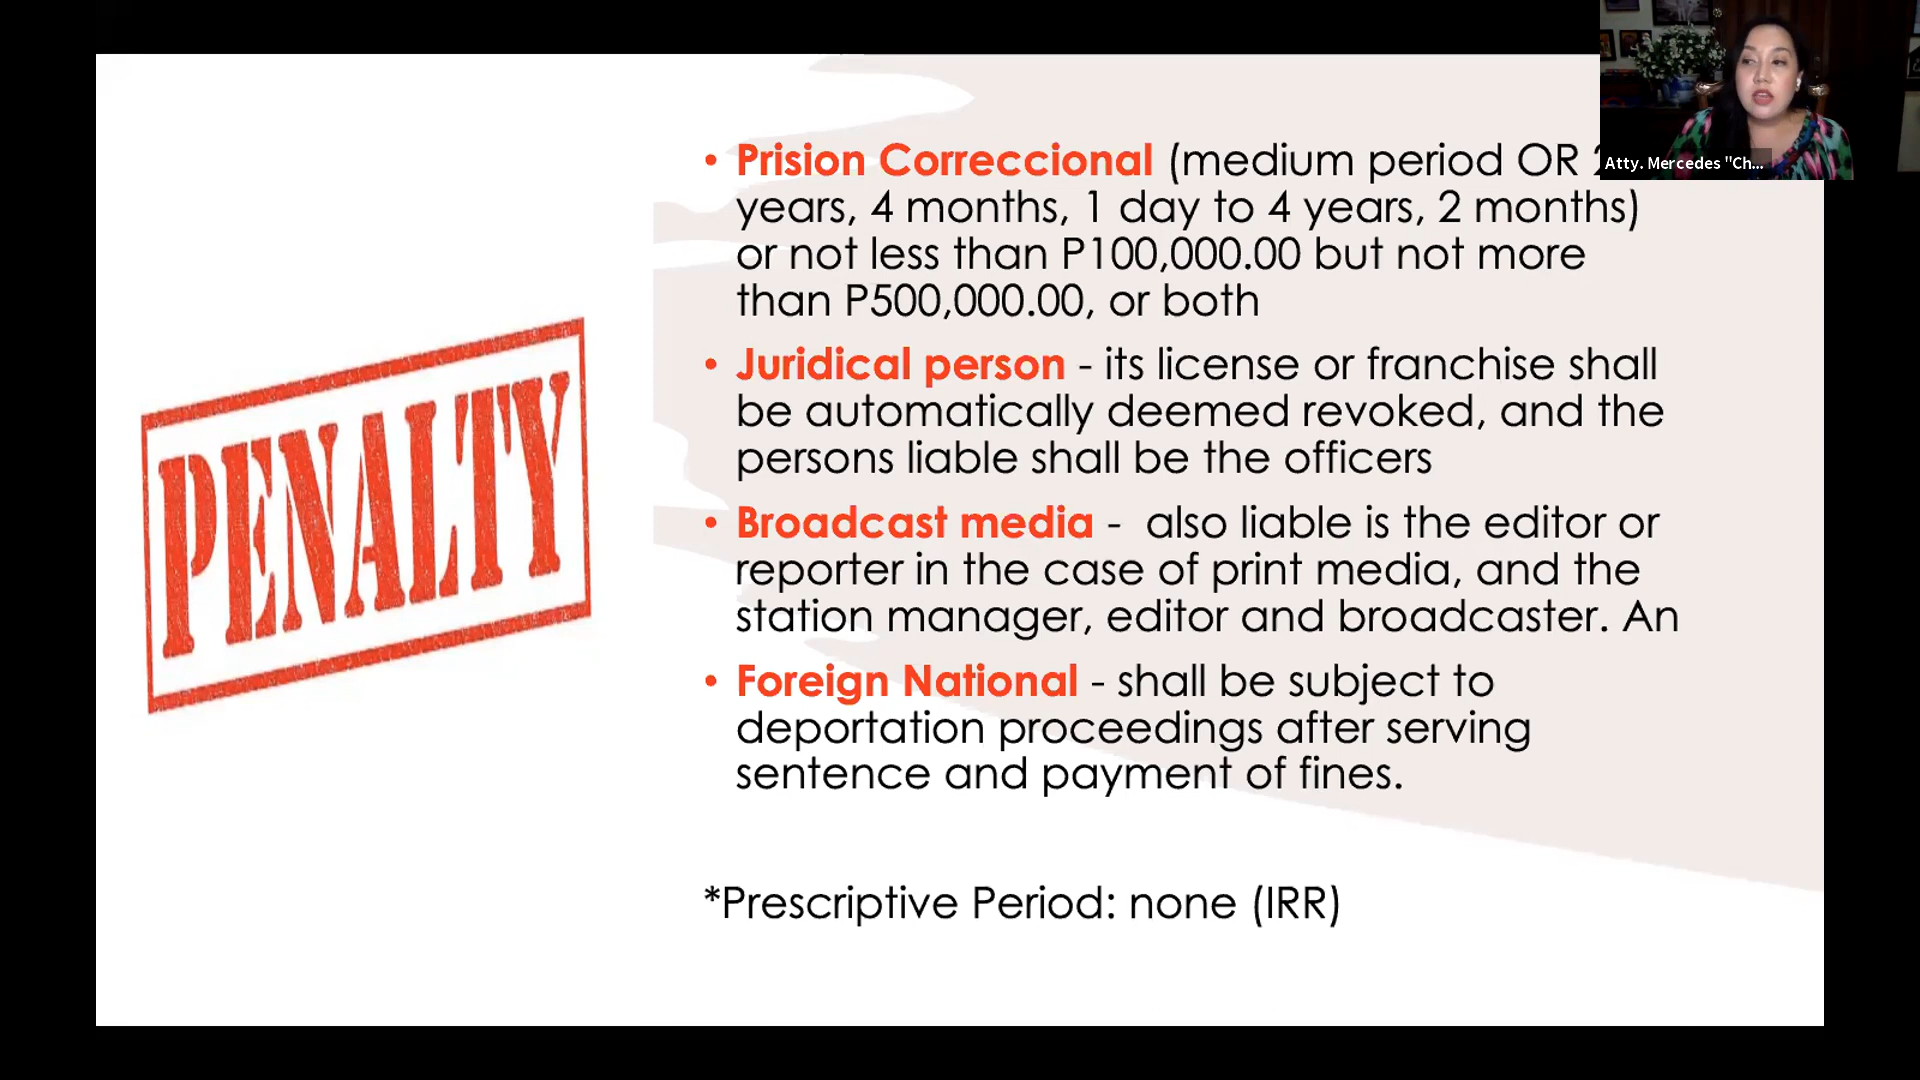 PENALTY
• Prision Correccional (medium period OR 2
years, 4 months, 1 day to 4 years, 2 months)
or not less than P100,000.00 but not more
than P500,000.00, or both
• Juridical person - its license or franchise shall
be automatically deemed revoked, and the
persons liable shall be the officers
• Broadcast media - also liable is the editor or
reporter in the case of print media, and the
station manager, editor and broadcaster. An
• Foreign National - shall be subject to
deportation proceedings after serving
sentence and payment of fines.
*Prescriptive Period: none (IRR)
Atty. Mercedes "Ch...